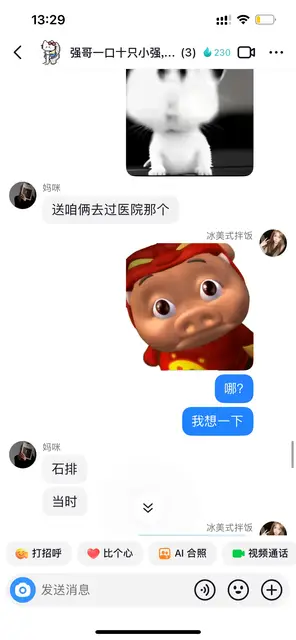 13:29
强哥一口十只小强,... (3) 230
妈咪
送咱俩去过医院那个
冰美式拌饭
哪?
我想一下
妈咪
石排
当时
冰美式拌饭
打招呼 比个心 AI 合照 视频通话
发送消息